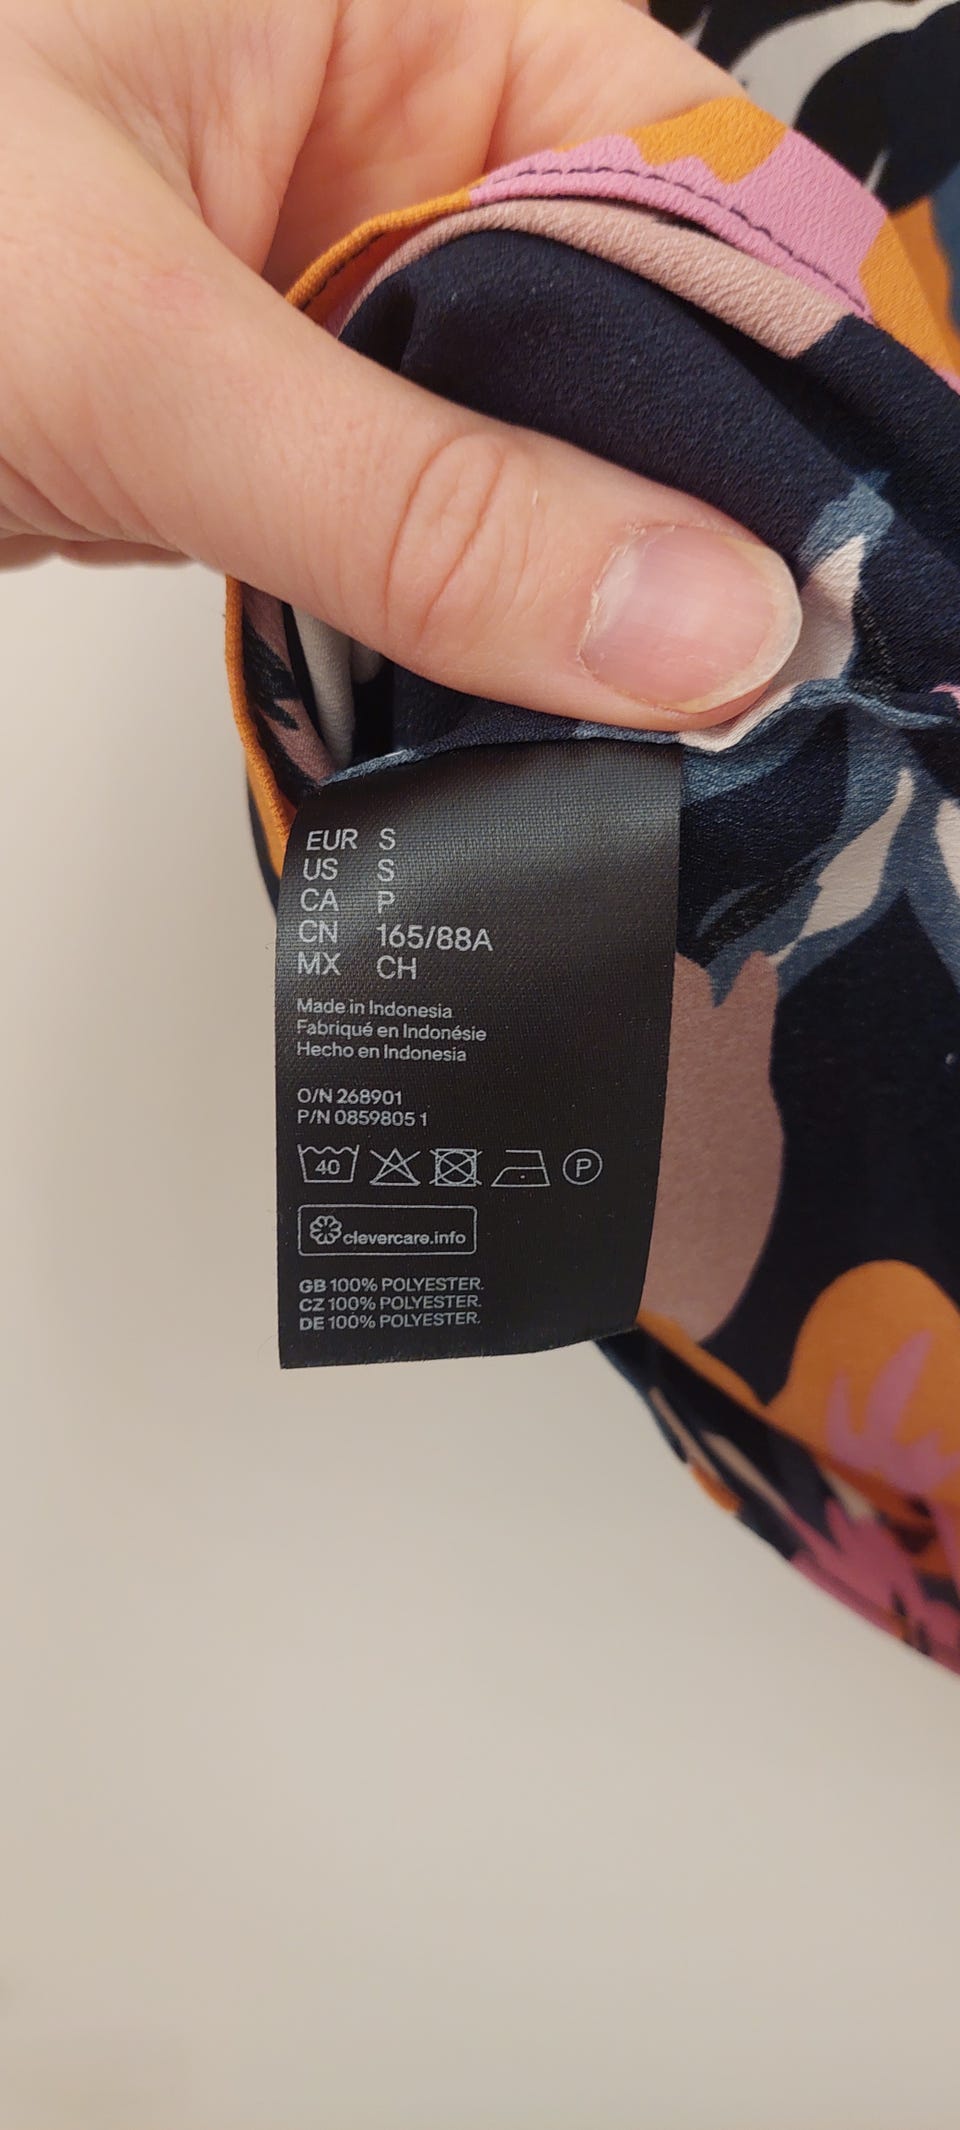 EUR S
US S
CA P
CN 165/88A
MX CH
Made in Indonesia
Fabriqué en Indonésie
Hecho en Indonesia
O/N 268901
P/N 0859805 1
40
P
clevercare.info
GB 100% POLYESTER.
CZ 100% POLYESTER.
DE 100% POLYESTER.